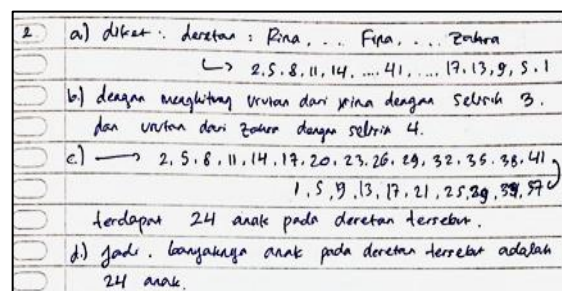 2 a.) diket : deretan : Rina, ... Fina, ... Zahra
↳ 2, 5, 8, 11, 14, .... 41, .... 17, 13, 9, 5, 1
b.) dengan menghitung urutan dari rina dengan selisih 3.
dan urutan dari Zahra dengan selisih 4.
c.) → 2, 5, 8, 11, 14, 17, 20, 23, 26, 29, 32, 35, 38, 41
1, 5, 9, 13, 17, 21, 25, 29, 37
terdapat 24 anak pada deretan tersebut.
d.) Jadi, banyaknya anak pada deretan tersebut adalah
24 anak.